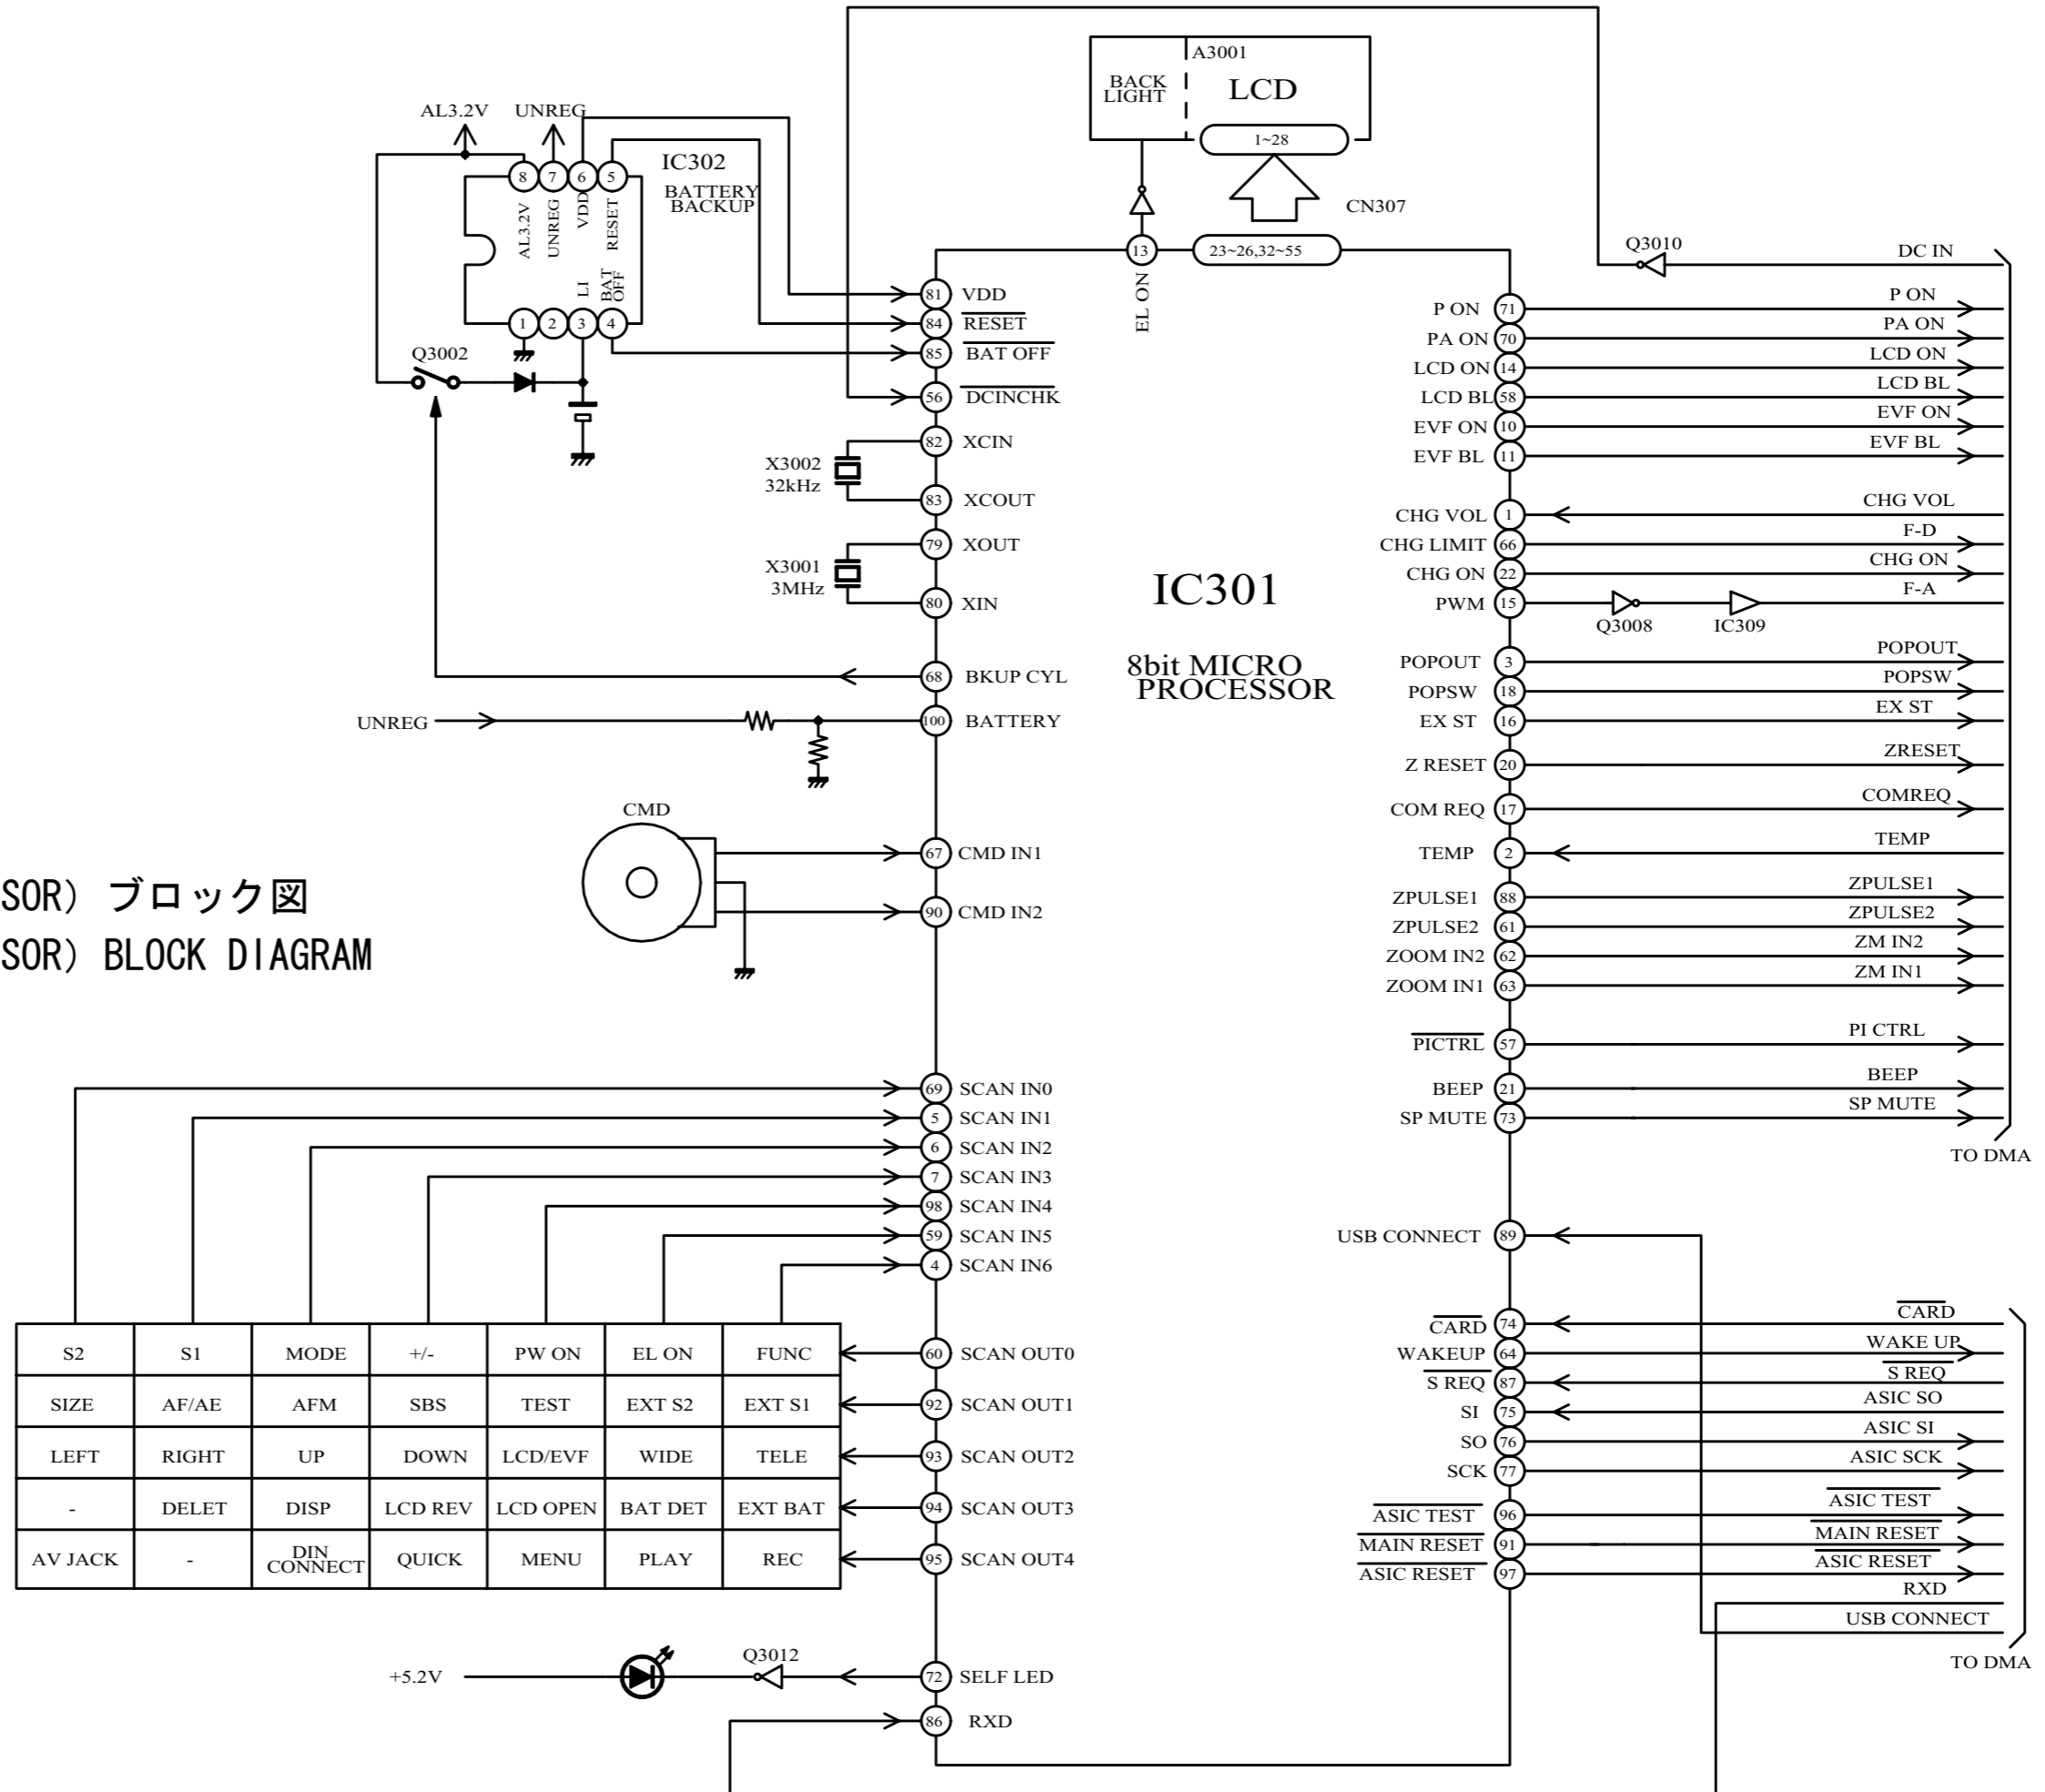 A3001
BACK
LIGHT
LCD
1~28
CN307
AL3.2V
UNREG
IC302
BATTERY
BACKUP
8
7
6
5
AL3.2V
UNREG
VDD
RESET
LI
BAT
OFF
1
2
3
4
Q3002
13
EL ON
23~26,32~55
Q3010
DC IN
81 VDD
84 RESET
85 BAT OFF
56 DCINCHK
82 XCIN
X3002
32kHz
83 XCOUT
79 XOUT
X3001
3MHz
80 XIN
68 BKUP CYL
UNREG
100 BATTERY
CMD
67 CMD IN1
90 CMD IN2
SOR) ブロック図
SOR) BLOCK DIAGRAM
IC301
8bit MICRO
PROCESSOR
P ON 71 P ON
PA ON 70 PA ON
LCD ON 14 LCD ON
LCD BL 58 LCD BL
EVF ON 10 EVF ON
EVF BL 11 EVF BL
CHG VOL 1 CHG VOL
CHG LIMIT 66 F-D
CHG ON 22 CHG ON
PWM 15 F-A
Q3008
IC309
POPOUT 3 POPOUT
POPSW 18 POPSW
EX ST 16 EX ST
Z RESET 20 ZRESET
COM REQ 17 COMREQ
TEMP 2 TEMP
ZPULSE1 88 ZPULSE1
ZPULSE2 61 ZPULSE2
ZOOM IN2 62 ZM IN2
ZOOM IN1 63 ZM IN1
PICTRL 57 PI CTRL
BEEP 21 BEEP
SP MUTE 73 SP MUTE
TO DMA
69 SCAN IN0
5 SCAN IN1
6 SCAN IN2
7 SCAN IN3
98 SCAN IN4
59 SCAN IN5
4 SCAN IN6
S2 S1 MODE +/- PW ON EL ON FUNC 60 SCAN OUT0
SIZE AF/AE AFM SBS TEST EXT S2 EXT S1 92 SCAN OUT1
LEFT RIGHT UP DOWN LCD/EVF WIDE TELE 93 SCAN OUT2
- DELET DISP LCD REV LCD OPEN BAT DET EXT BAT 94 SCAN OUT3
AV JACK - DIN CONNECT QUICK MENU PLAY REC 95 SCAN OUT4
USB CONNECT 89
CARD 74 CARD
WAKEUP 64 WAKE UP
S REQ 87 S REQ
SI 75 ASIC SO
SO 76 ASIC SI
SCK 77 ASIC SCK
ASIC TEST 96 ASIC TEST
MAIN RESET 91 MAIN RESET
ASIC RESET 97 ASIC RESET
RXD
USB CONNECT
TO DMA
+5.2V
Q3012
72 SELF LED
86 RXD